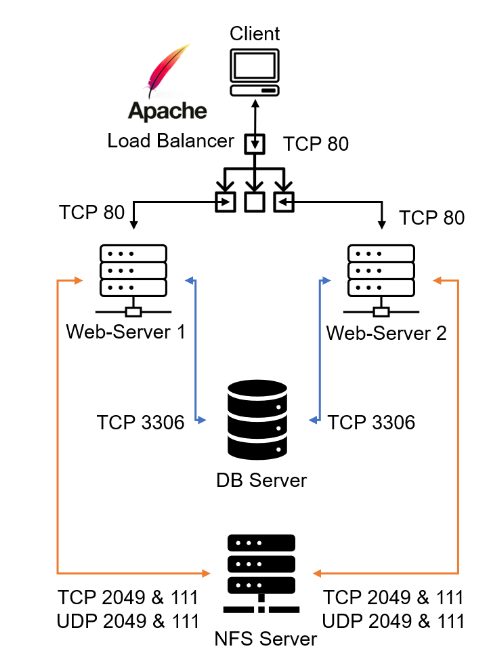 Client
Apache
Load Balancer
TCP 80
TCP 80
TCP 80
Web-Server 1
Web-Server 2
TCP 3306
TCP 3306
DB Server
TCP 2049 & 111
UDP 2049 & 111
TCP 2049 & 111
UDP 2049 & 111
NFS Server